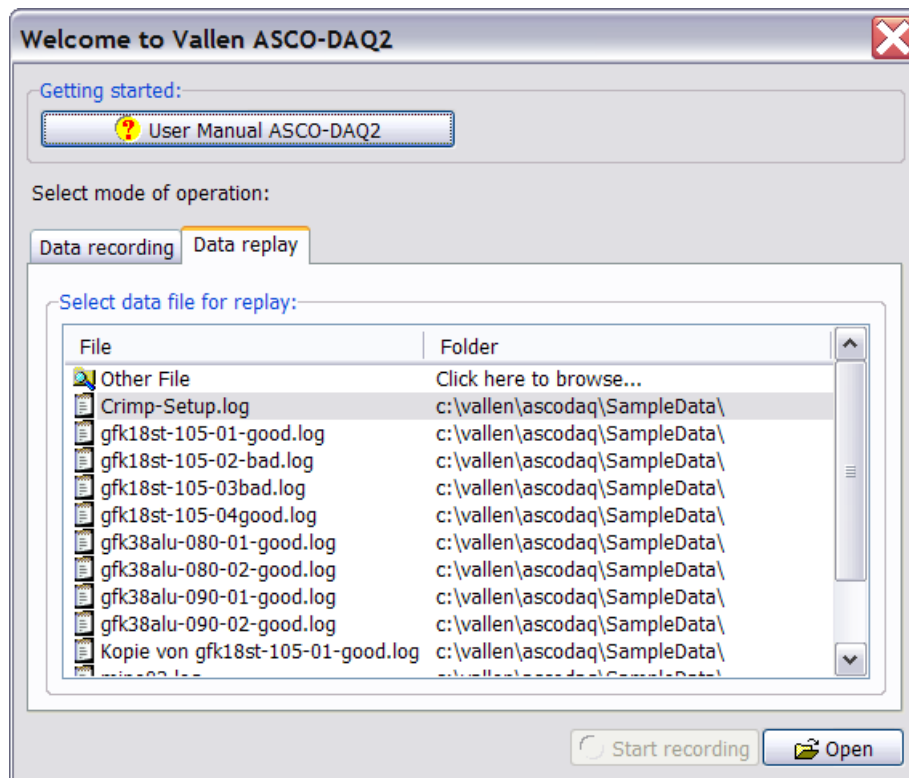 Welcome to Vallen ASCO-DAQ2
Getting started:
User Manual ASCO-DAQ2
Select mode of operation:
Data recording Data replay
Select data file for replay:
File Folder
Other File Click here to browse...
Crimp-Setup.log c:\vallen\ascodaq\SampleData\
gfk18st-105-01-good.log c:\vallen\ascodaq\SampleData\
gfk18st-105-02-bad.log c:\vallen\ascodaq\SampleData\
gfk18st-105-03bad.log c:\vallen\ascodaq\SampleData\
gfk18st-105-04good.log c:\vallen\ascodaq\SampleData\
gfk38alu-080-01-good.log c:\vallen\ascodaq\SampleData\
gfk38alu-080-02-good.log c:\vallen\ascodaq\SampleData\
gfk38alu-090-01-good.log c:\vallen\ascodaq\SampleData\
gfk38alu-090-02-good.log c:\vallen\ascodaq\SampleData\
Kopie von gfk18st-105-01-good.log c:\vallen\ascodaq\SampleData\
Start recording Open